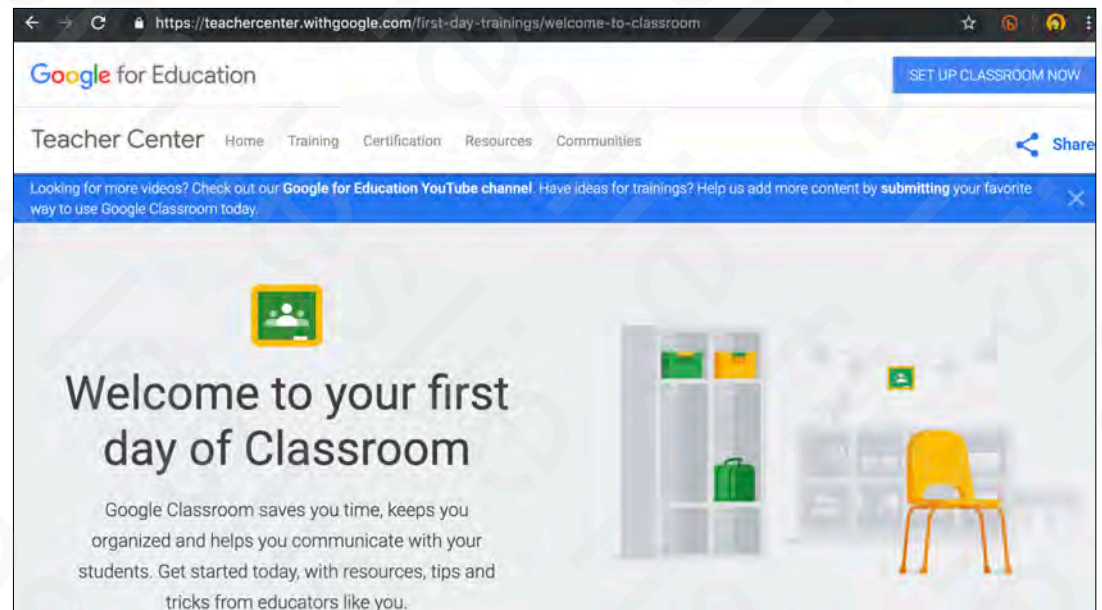 https://teachercenter.withgoogle.com/first-day-trainings/welcome-to-classroom
Google for Education
SET UP CLASSROOM NOW
Teacher Center Home Training Certification Resources Communities
Share
Looking for more videos? Check out our Google for Education YouTube channel. Have ideas for trainings? Help us add more content by submitting your favorite
way to use Google Classroom today.
Welcome to your first
day of Classroom
Google Classroom saves you time, keeps you
organized and helps you communicate with your
students. Get started today, with resources, tips and
tricks from educators like you.